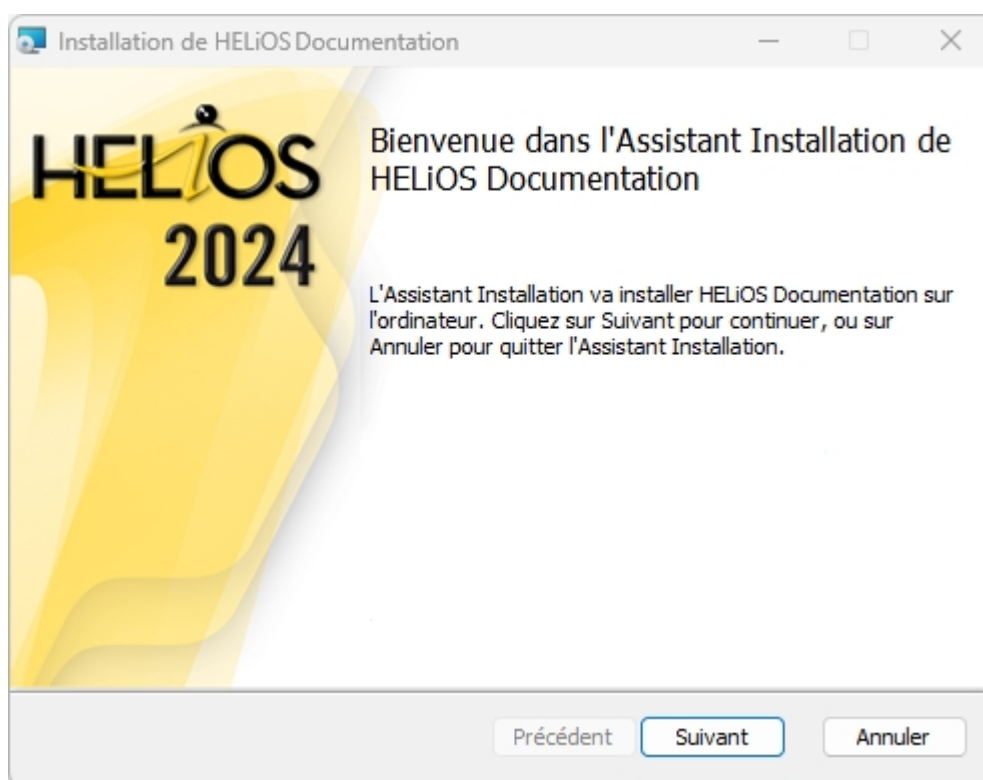 Installation de HELiOS Documentation
HELiOS
2024
Bienvenue dans l'Assistant Installation de
HELiOS Documentation
L'Assistant Installation va installer HELiOS Documentation sur
l'ordinateur. Cliquez sur Suivant pour continuer, ou sur
Annuler pour quitter l'Assistant Installation.
Précédent
Suivant
Annuler